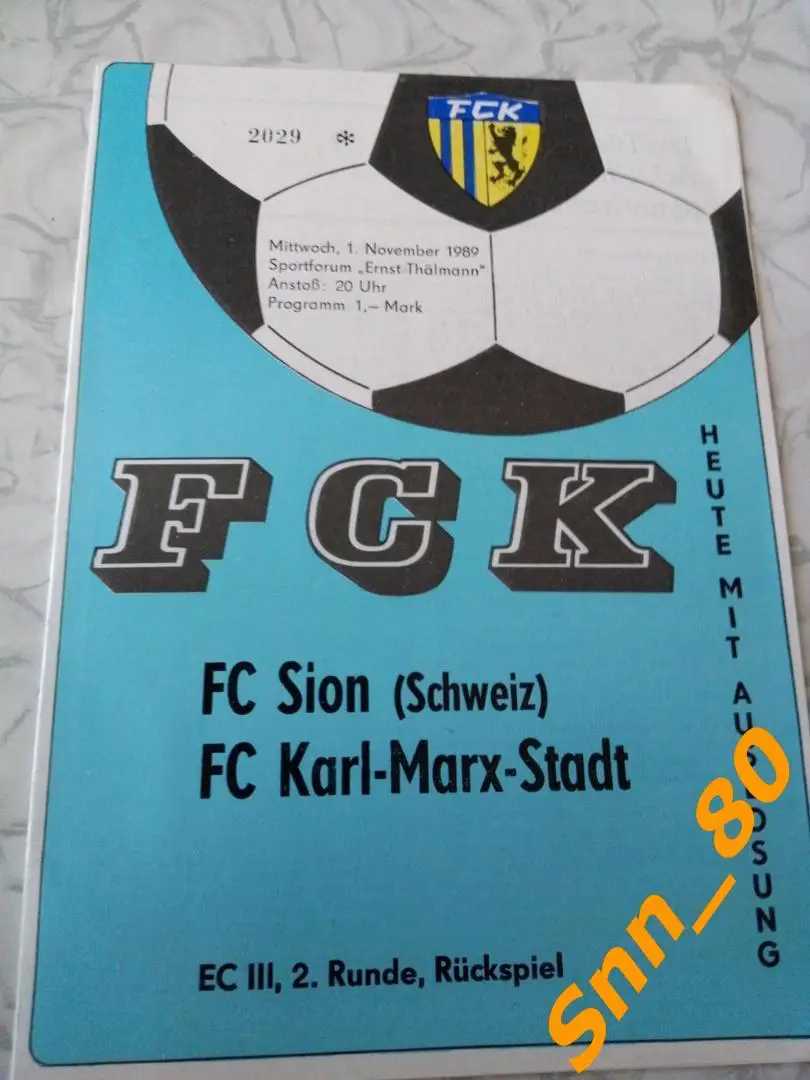 FCK
2029 *
Mittwoch, 1. November 1989
Sportforum „Ernst Thälmann"
Anstoß: 20 Uhr
Programm 1,— Mark
FCK
HEUTE MIT AUSLOSUNG
FC Sion (Schweiz)
FC Karl-Marx-Stadt
EC III, 2. Runde, Rückspiel
Snn_80